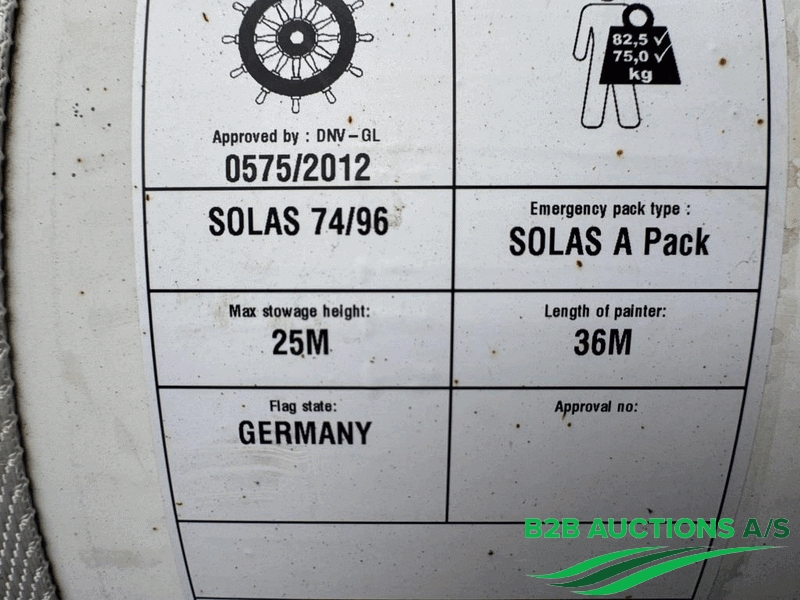 82,5 ✓
75,0 ✓
kg
Approved by : DNV-GL
0575/2012
SOLAS 74/96
Emergency pack type :
SOLAS A Pack
Max stowage height:
25M
Length of painter:
36M
Flag state:
GERMANY
Approval no:
B2B AUCTIONS A/S